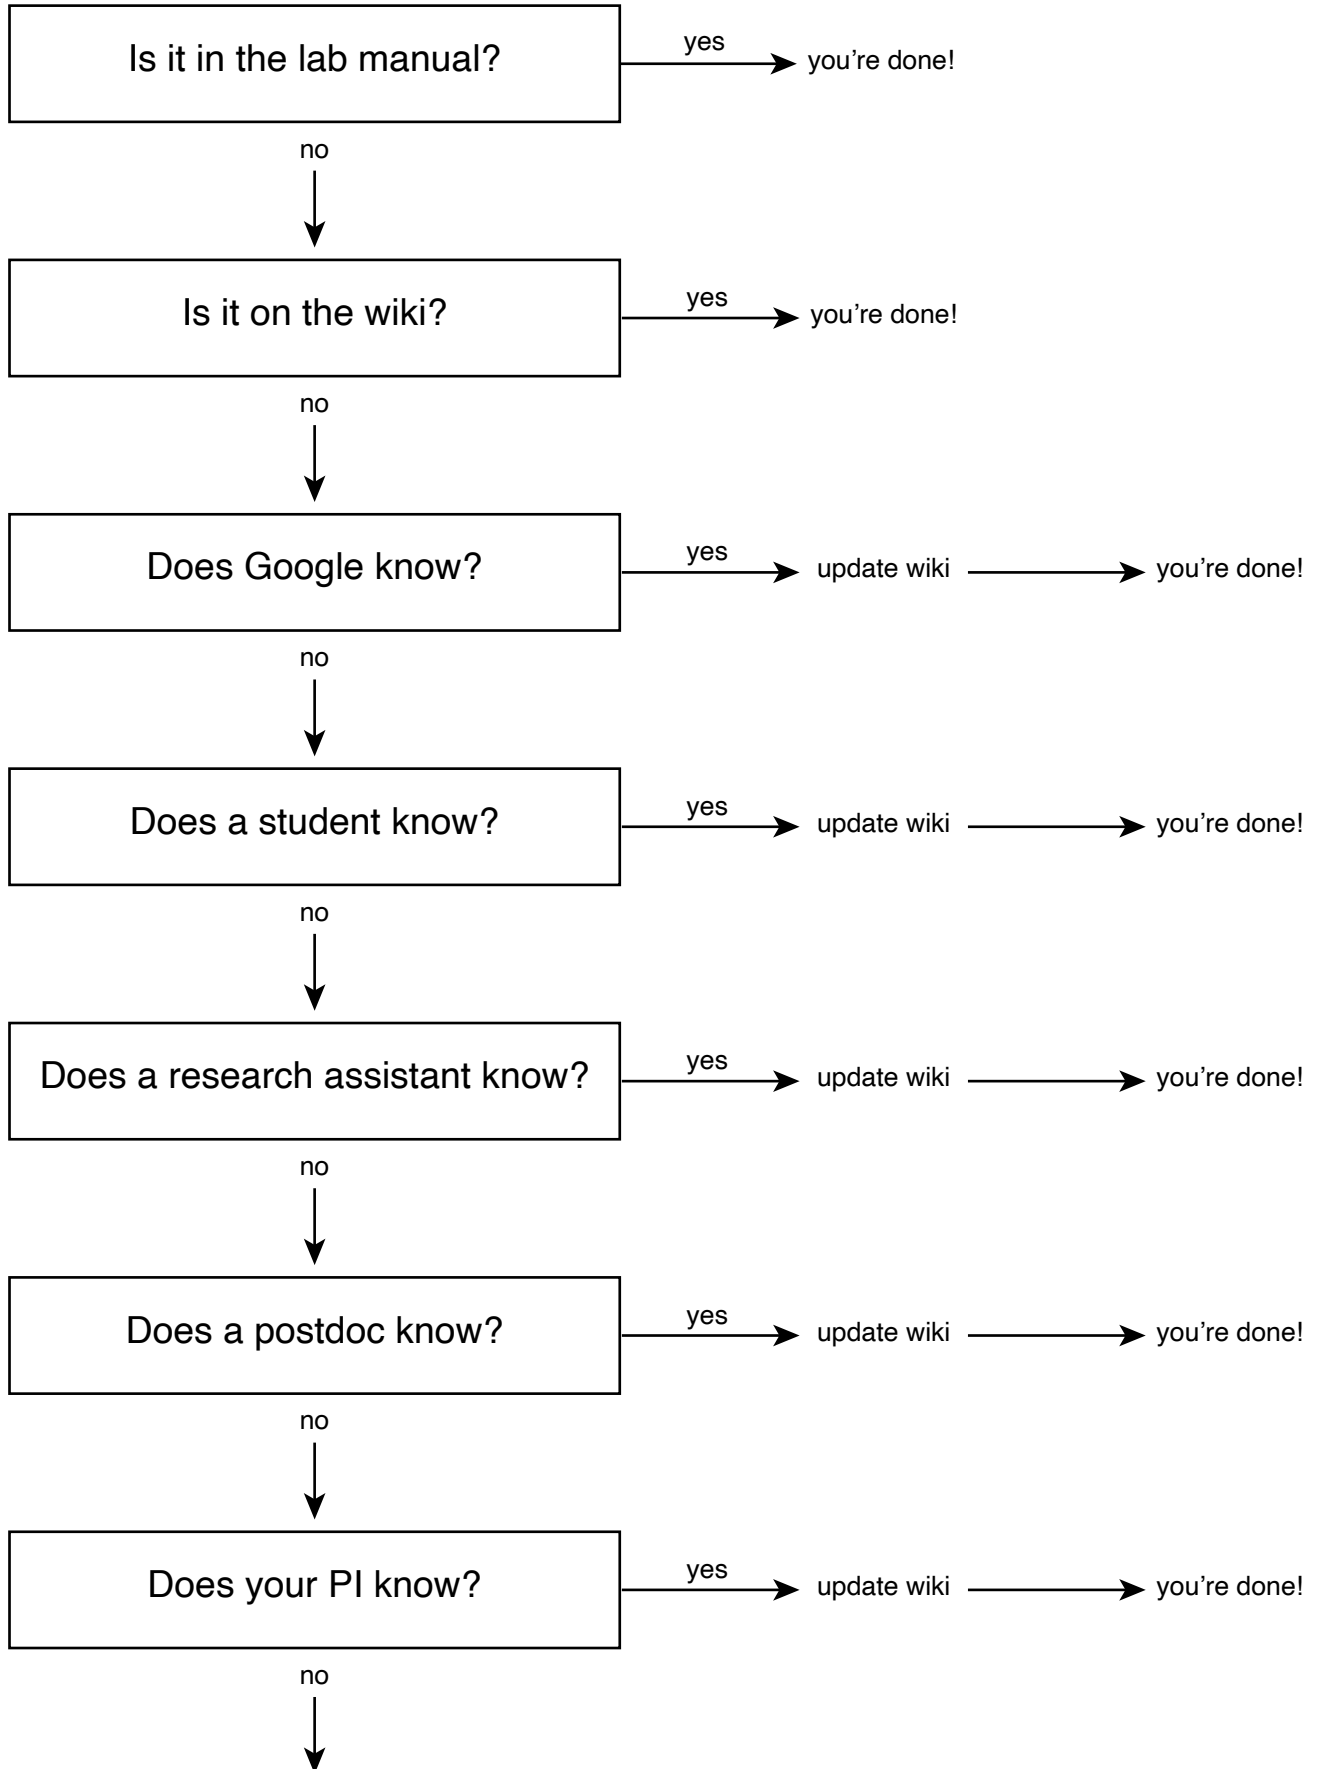 Is it in the lab manual?
yes
you’re done!
no
Is it on the wiki?
yes
you’re done!
no
Does Google know?
yes
update wiki
you’re done!
no
Does a student know?
yes
update wiki
you’re done!
no
Does a research assistant know?
yes
update wiki
you’re done!
no
Does a postdoc know?
yes
update wiki
you’re done!
no
Does your PI know?
yes
update wiki
you’re done!
no